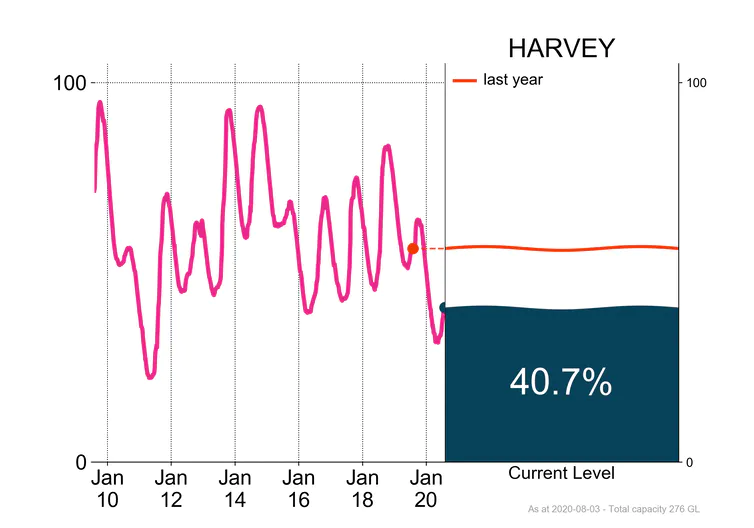 HARVEY
last year
100
100
40.7%
0
0
Jan Jan Jan Jan Jan Jan
10 12 14 16 18 20
Current Level
As at 2020-08-03 - Total capacity 276 GL